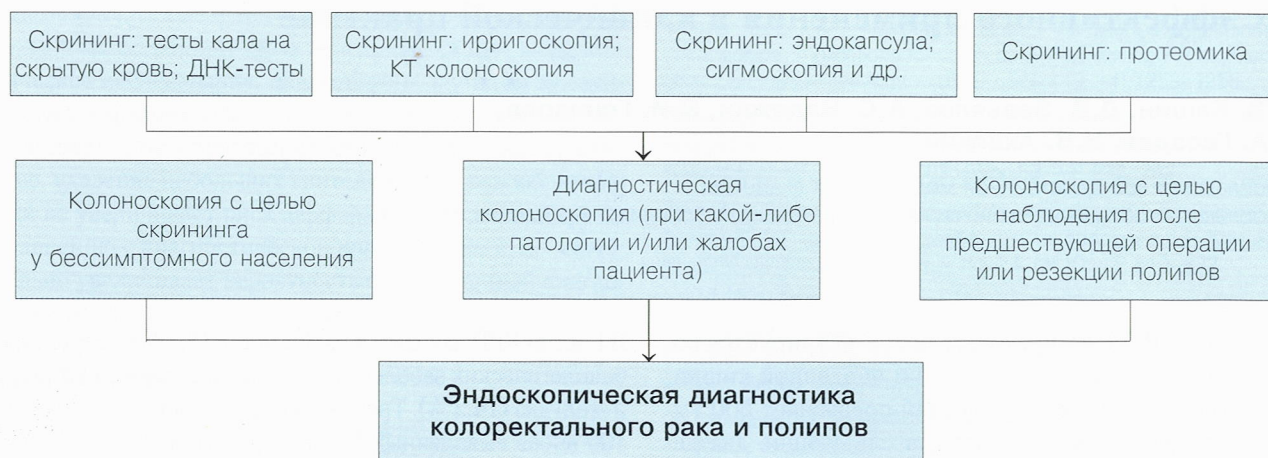 Скрининг: тесты кала на
скрытую кровь; ДНК-тесты
Скрининг: ирригоскопия;
КТ колоноскопия
Скрининг: эндокапсула;
сигмоскопия и др.
Скрининг: протеомика
Колоноскопия с целью
скрининга
у бессимптомного населения
Диагностическая
колоноскопия (при какой-либо
патологии и/или жалобах
пациента)
Колоноскопия с целью
наблюдения после
предшествующей операции
или резекции полипов
Эндоскопическая диагностика
колоректального рака и полипов